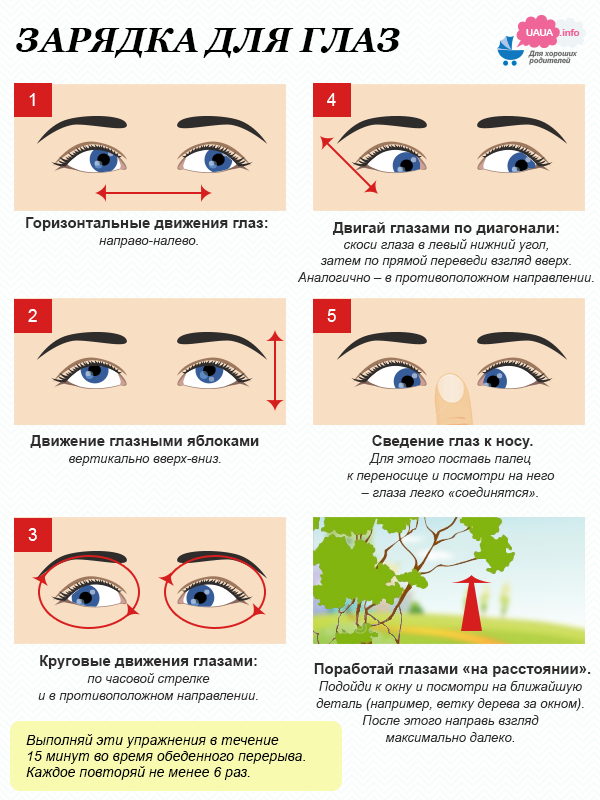 ЗАРЯДКА ДЛЯ ГЛАЗ
UAUA.info
Для хороших
родителей
1
Горизонтальные движения глаз:
направо-налево.
2
Движение глазными яблоками
вертикально вверх-вниз.
3
Круговые движения глазами:
по часовой стрелке
и в противоположном направлении.
4
Двигай глазами по диагонали:
скоси глаза в левый нижний угол,
затем по прямой переведи взгляд вверх.
Аналогично – в противоположном направлении.
5
Сведение глаз к носу.
Для этого поставь палец
к переносице и посмотри на него
– глаза легко «соединятся».
Поработай глазами «на расстоянии».
Подойди к окну и посмотри на ближайшую
деталь (например, ветку дерева за окном).
После этого направь взгляд
максимально далеко.
Выполняй эти упражнения в течение
15 минут во время обеденного перерыва.
Каждое повторяй не менее 6 раз.